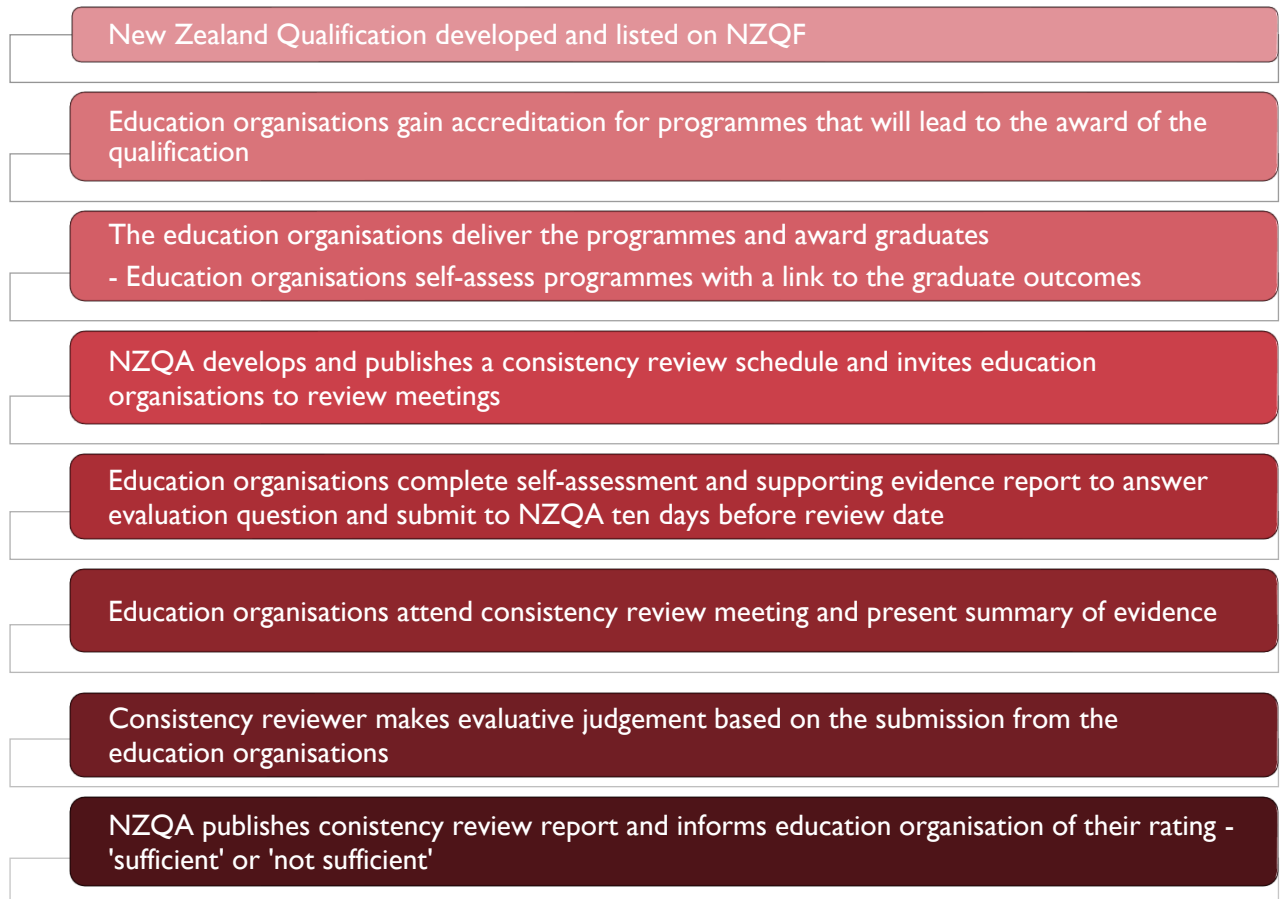 New Zealand Qualification developed and listed on NZQF
Education organisations gain accreditation for programmes that will lead to the award of the
qualification
The education organisations deliver the programmes and award graduates
- Education organisations self-assess programmes with a link to the graduate outcomes
NZQA develops and publishes a consistency review schedule and invites education
organisations to review meetings
Education organisations complete self-assessment and supporting evidence report to answer
evaluation question and submit to NZQA ten days before review date
Education organisations attend consistency review meeting and present summary of evidence
Consistency reviewer makes evaluative judgement based on the submission from the
education organisations
NZQA publishes conistency review report and informs education organisation of their rating -
'sufficient' or 'not sufficient'